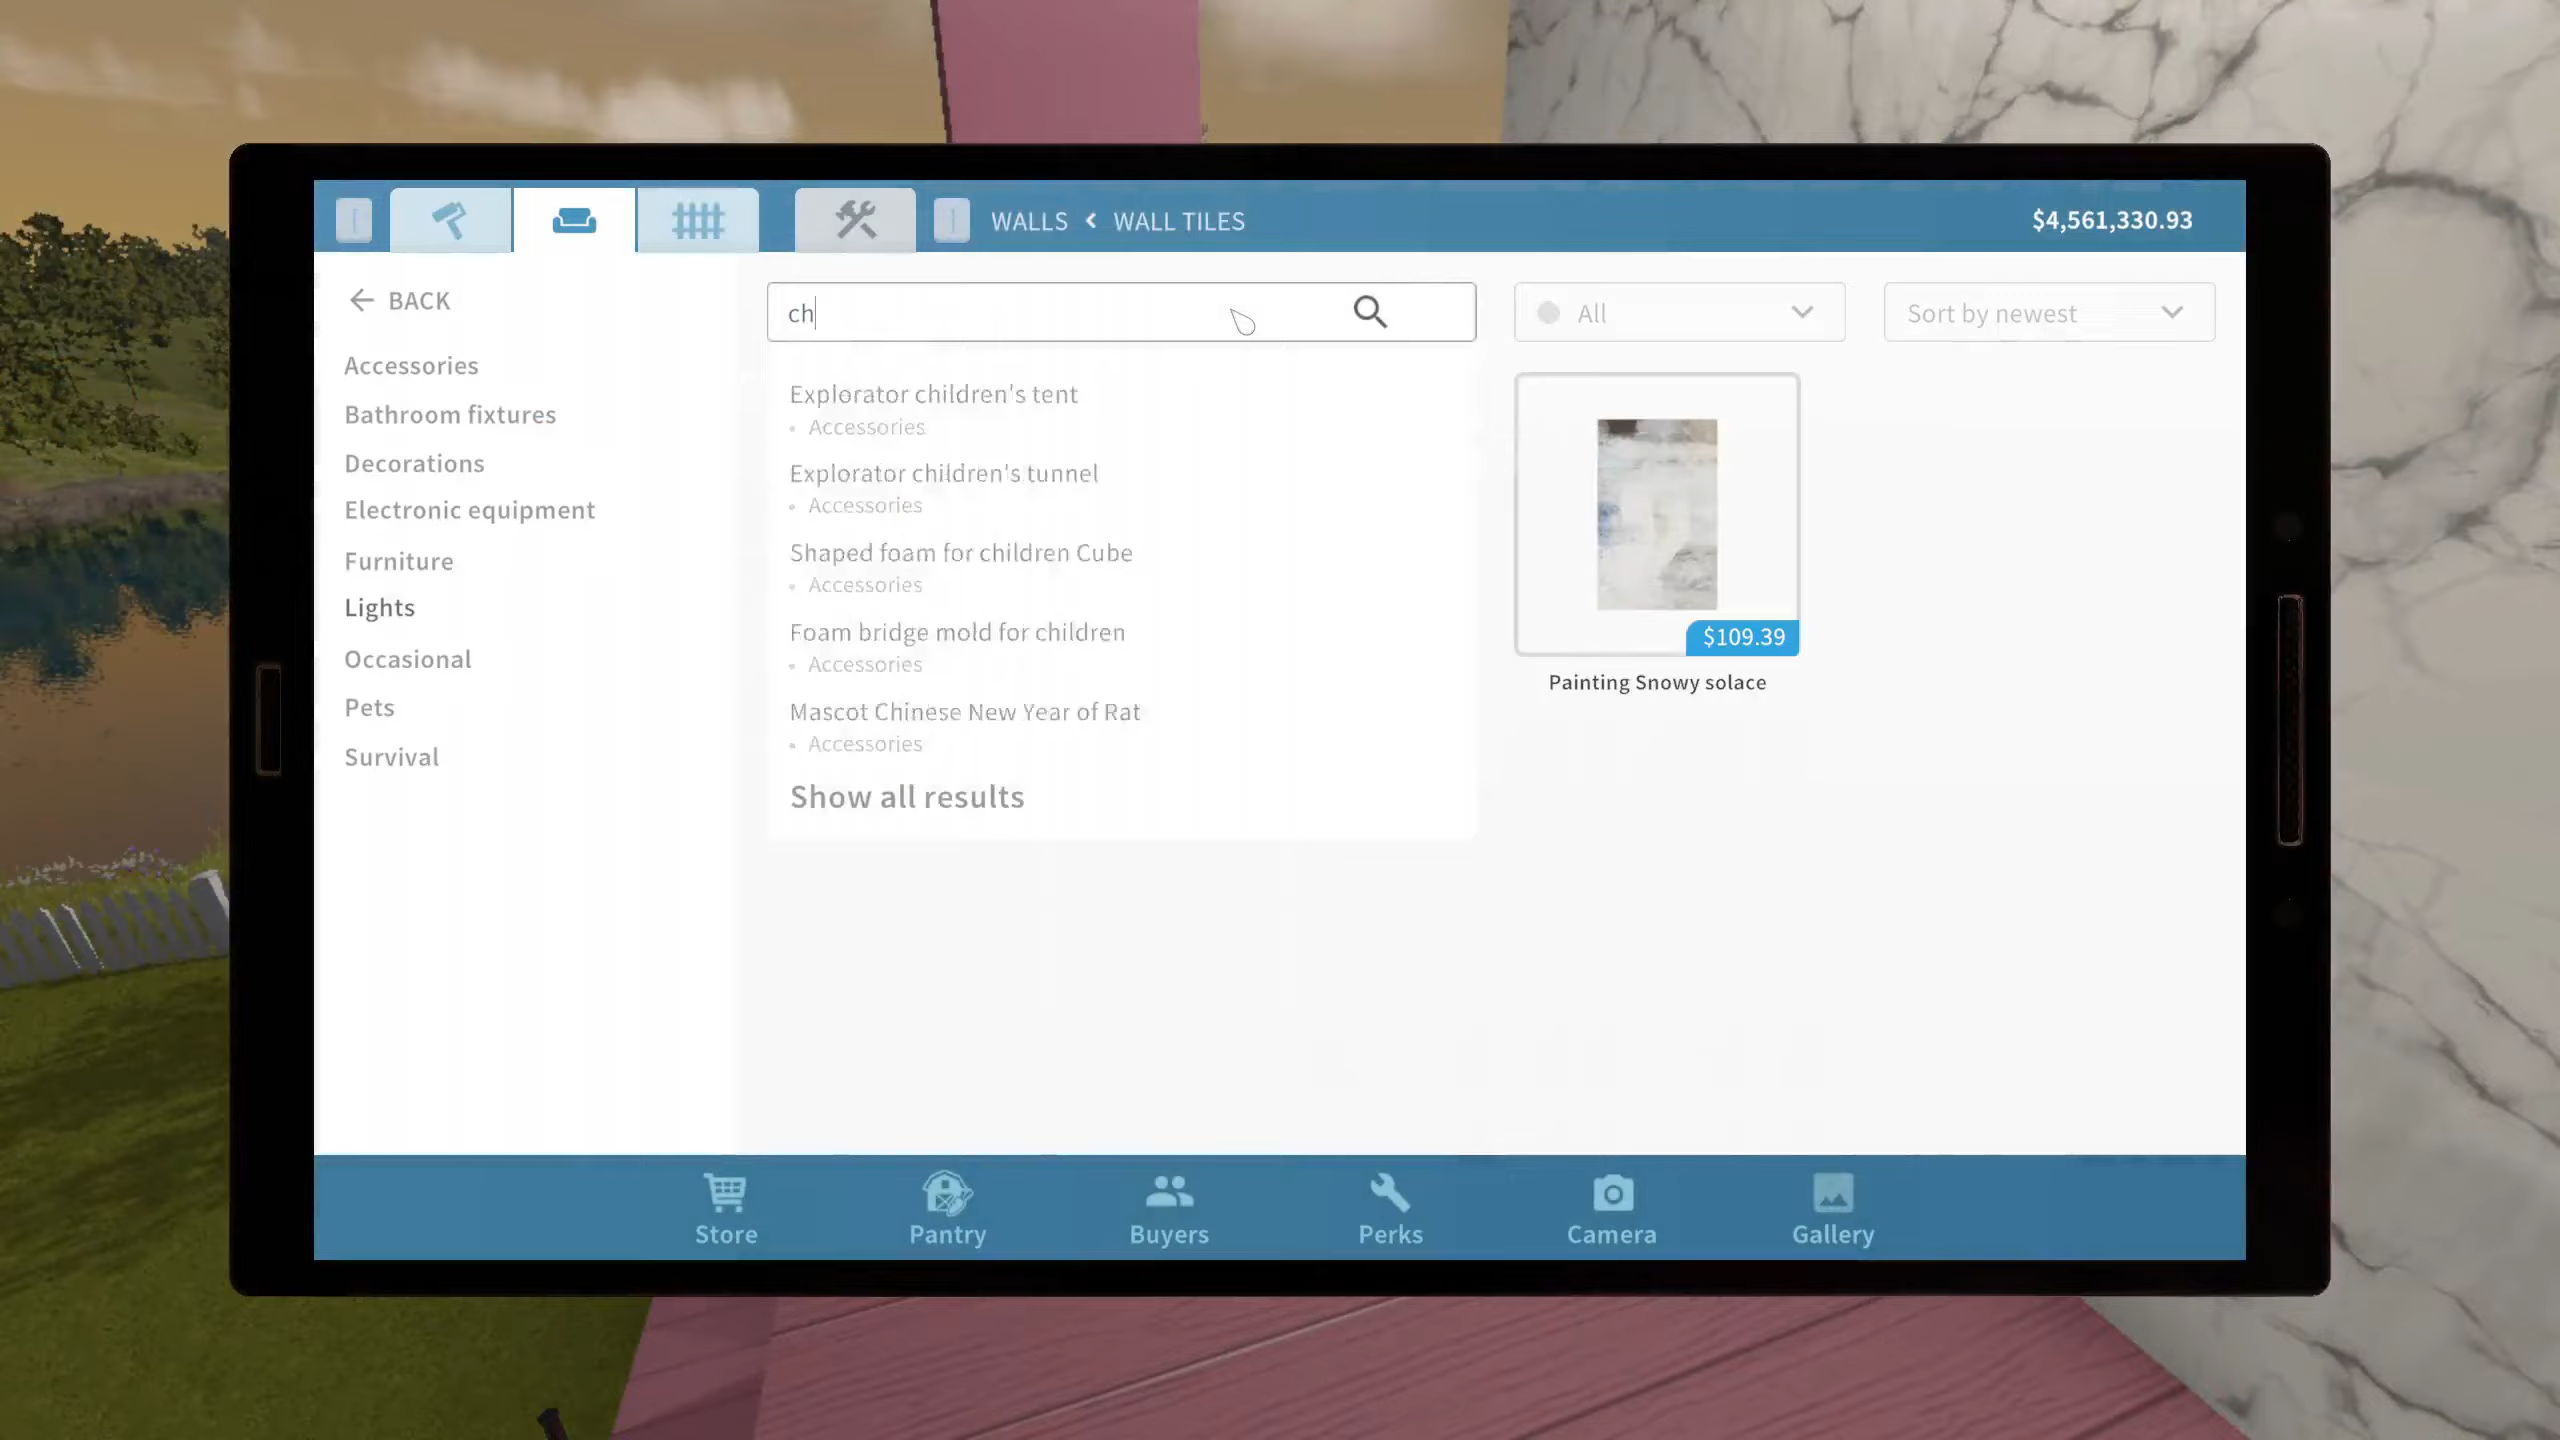 WALLS < WALL TILES
$4,561,330.93
BACK
Accessories
Bathroom fixtures
Decorations
Electronic equipment
Furniture
Lights
Occasional
Pets
Survival
ch
Explorator children's tent
• Accessories
Explorator children's tunnel
• Accessories
Shaped foam for children Cube
• Accessories
Foam bridge mold for children
• Accessories
Mascot Chinese New Year of Rat
• Accessories
Show all results
All
Sort by newest
$109.39
Painting Snowy solace
Store
Pantry
Buyers
Perks
Camera
Gallery